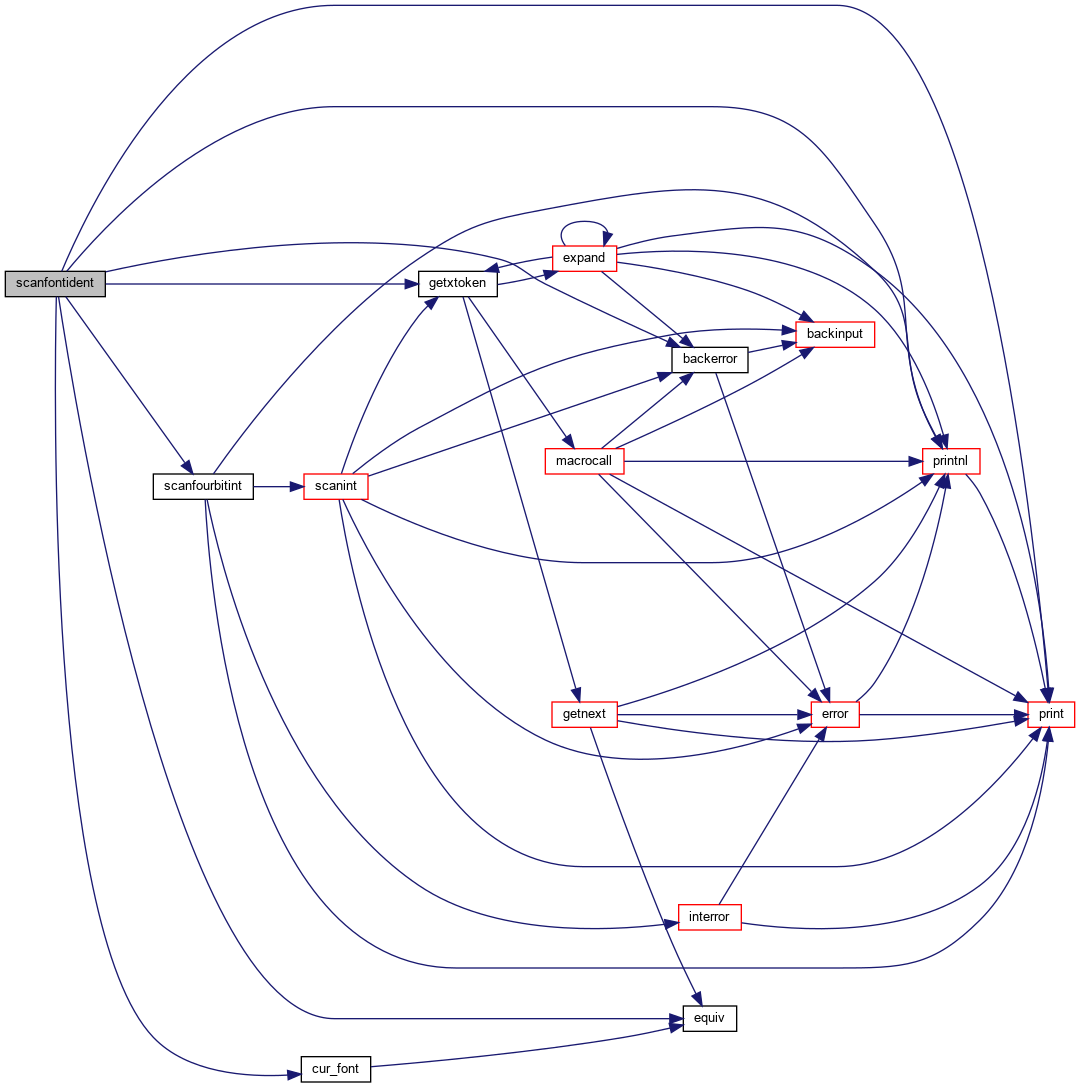 scanfontident
getxtoken
expand
backinput
backerror
macrocall
printnl
scanfourbitint
scanint
getnext
error
print
interror
equiv
cur_font